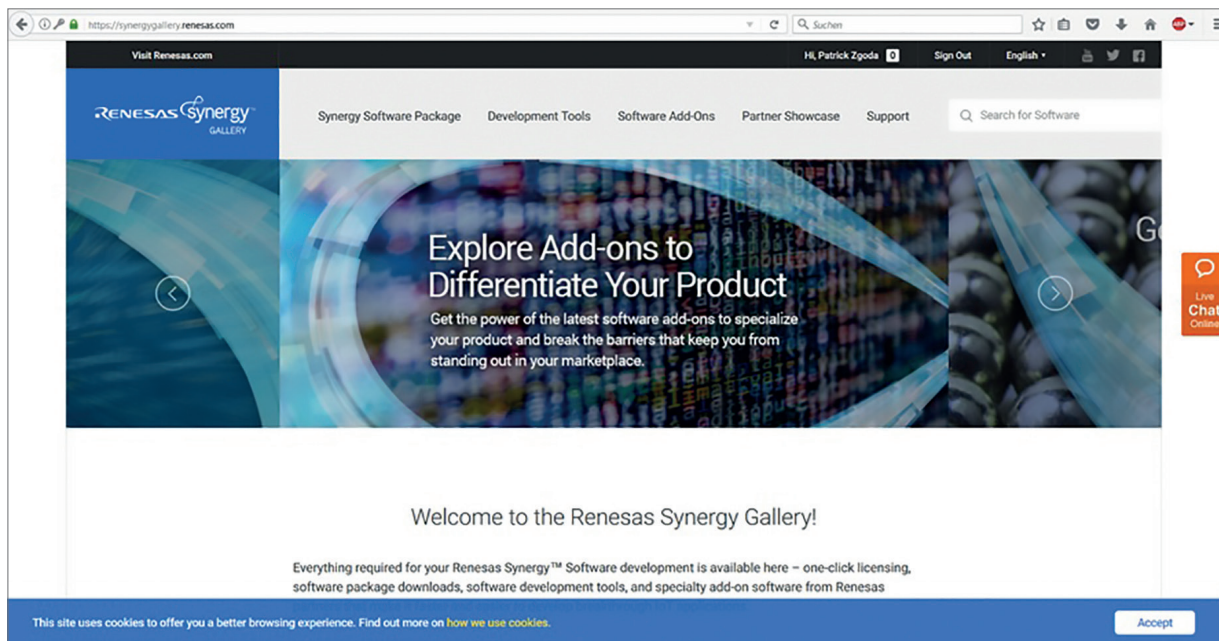 https://synergygallery.renesas.com
Suchen
ABP
Visit Renesas.com
Hi, Patrick Zgoda 0
Sign Out
English
RENESAS synergy™
GALLERY
Synergy Software Package
Development Tools
Software Add-Ons
Partner Showcase
Support
Search for Software
Explore Add-ons to
Differentiate Your Product
Get the power of the latest software add-ons to specialize
your product and break the barriers that keep you from
standing out in your marketplace.
Live
Chat
Online
Welcome to the Renesas Synergy Gallery!
Everything required for your Renesas Synergy™ Software development is available here – one-click licensing,
software package downloads, software development tools, and specialty add-on software from Renesas
This site uses cookies to offer you a better browsing experience. Find out more on how we use cookies.
Accept